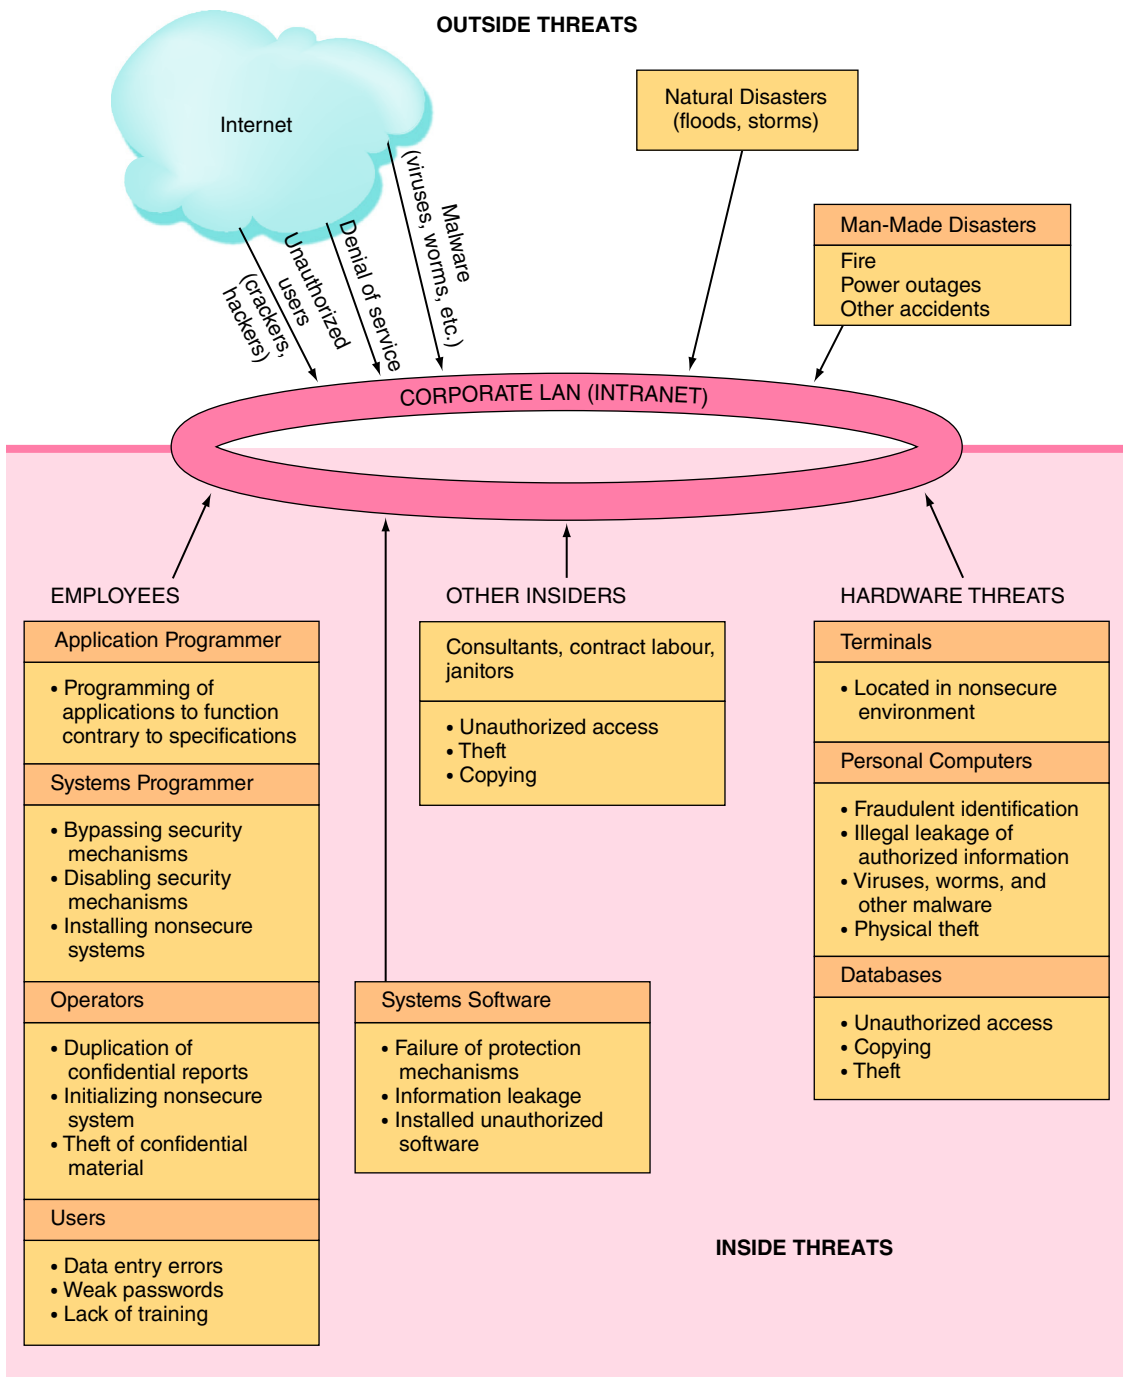 OUTSIDE THREATS
Internet
Natural Disasters
(floods, storms)
Man-Made Disasters
Fire
Power outages
Other accidents
Unauthorized
users
(crackers,
hackers)
Denial of service
Malware
(viruses, worms, etc.)
CORPORATE LAN (INTRANET)
EMPLOYEES
Application Programmer
• Programming of
applications to function
contrary to specifications
Systems Programmer
• Bypassing security
mechanisms
• Disabling security
mechanisms
• Installing nonsecure
systems
Operators
• Duplication of
confidential reports
• Initializing nonsecure
system
• Theft of confidential
material
Users
• Data entry errors
• Weak passwords
• Lack of training
Systems Software
• Failure of protection
mechanisms
• Information leakage
• Installed unauthorized
software
OTHER INSIDERS
Consultants, contract labour,
janitors
• Unauthorized access
• Theft
• Copying
HARDWARE THREATS
Terminals
• Located in nonsecure
environment
Personal Computers
• Fraudulent identification
• Illegal leakage of
authorized information
• Viruses, worms, and
other malware
• Physical theft
Databases
• Unauthorized access
• Copying
• Theft
INSIDE THREATS